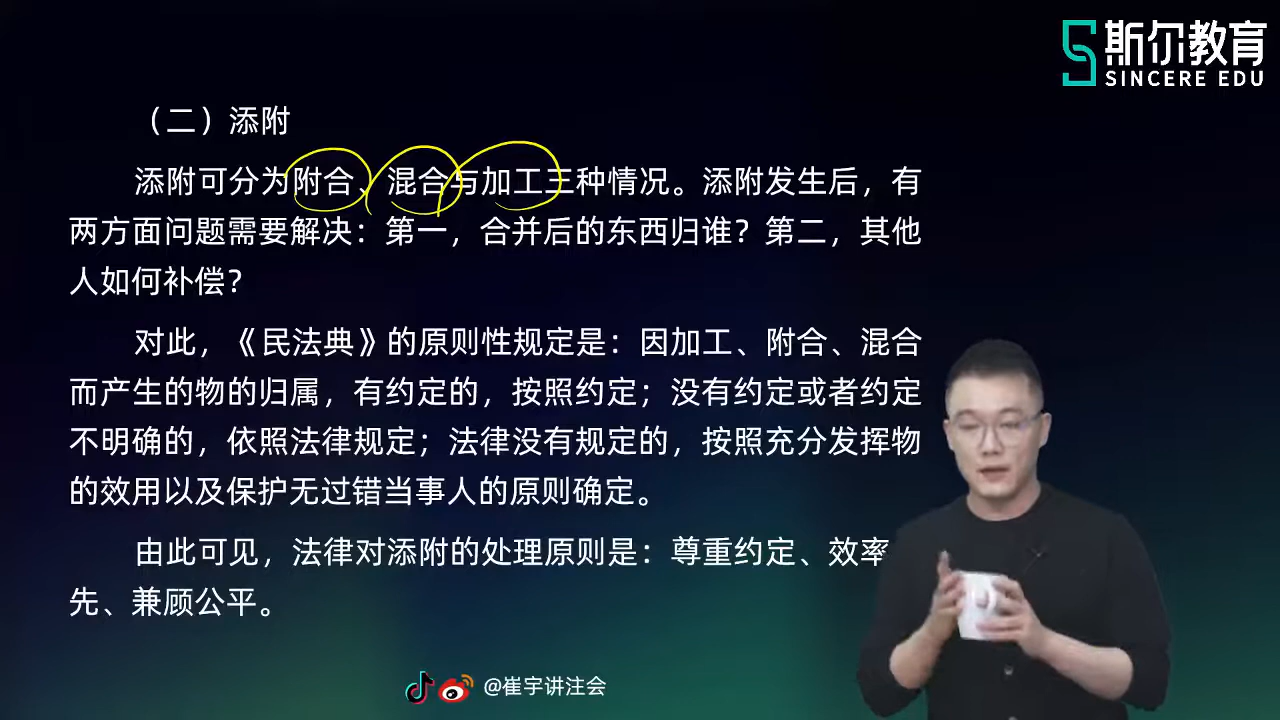 斯尔教育
SINCERE EDU
（二）添附
添附可分为附合、混合与加工三种情况。添附发生后，有
两方面问题需要解决：第一，合并后的东西归谁？第二，其他
人如何补偿？
对此，《民法典》的原则性规定是：因加工、附合、混合
而产生的物的归属，有约定的，按照约定；没有约定或者约定
不明确的，依照法律规定；法律没有规定的，按照充分发挥物
的效用以及保护无过错当事人的原则确定。
由此可见，法律对添附的处理原则是：尊重约定、效率
先、兼顾公平。
@崔宇讲注会